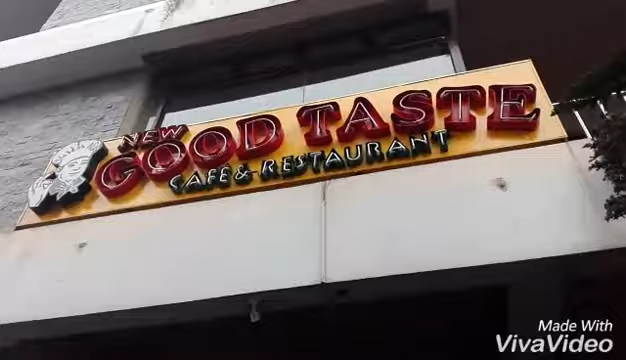 NEW
GOOD TASTE
CAFE & RESTAURANT
Made With
VivaVideo